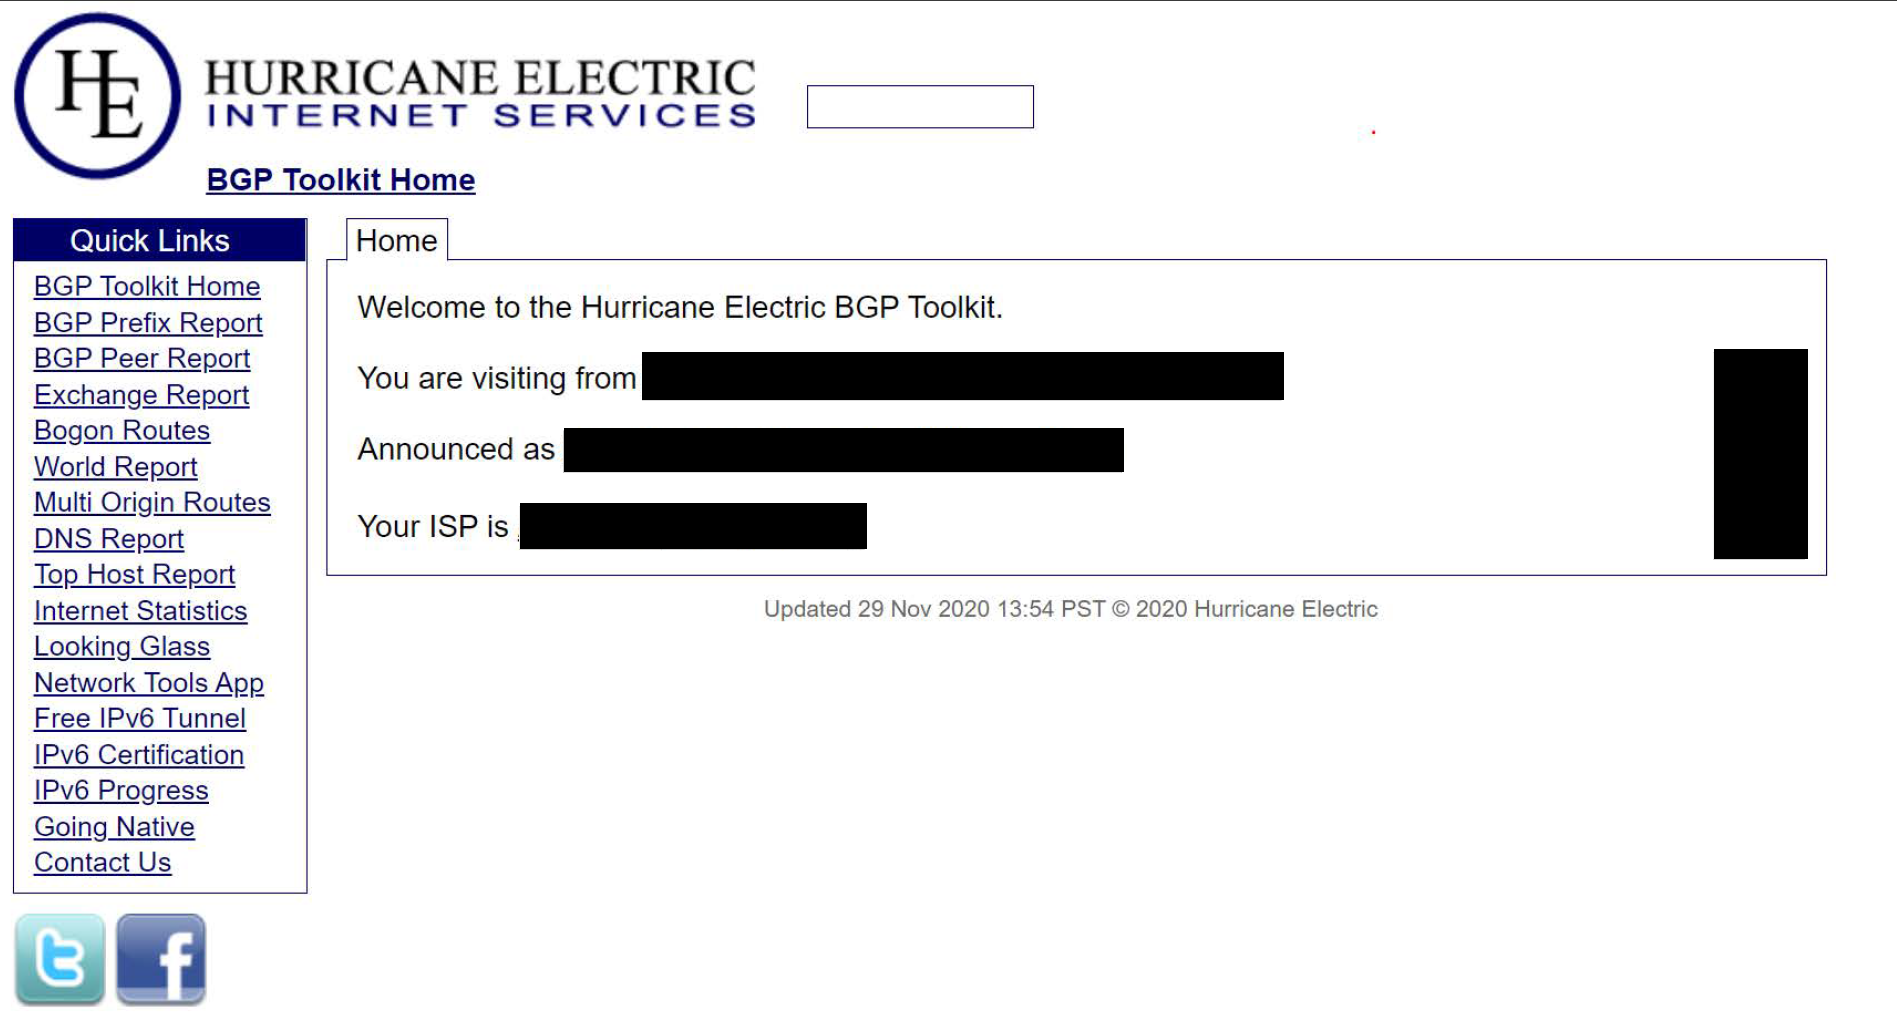 HE
HURRICANE ELECTRIC
INTERNET SERVICES
BGP Toolkit Home
Quick Links
BGP Toolkit Home
BGP Prefix Report
BGP Peer Report
Exchange Report
Bogon Routes
World Report
Multi Origin Routes
DNS Report
Top Host Report
Internet Statistics
Looking Glass
Network Tools App
Free IPv6 Tunnel
IPv6 Certification
IPv6 Progress
Going Native
Contact Us
Home
Welcome to the Hurricane Electric BGP Toolkit.
You are visiting from
Announced as
Your ISP is
Updated 29 Nov 2020 13:54 PST © 2020 Hurricane Electric